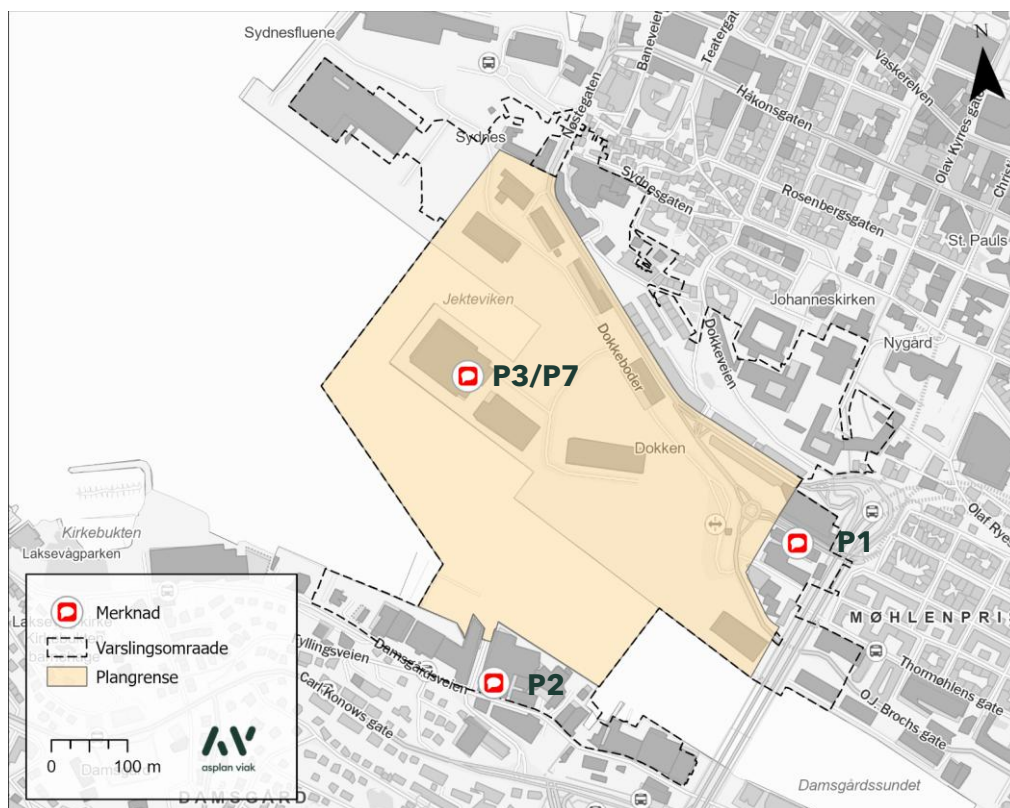 Sydnesfluene
N
Baneveien
Teatergaten
Vaskerelven
Håkonsgaten
Olav Kyrres gate
Christi
Nøstegaten
Sydnes
Sydnesgaten
Rosenbergsgaten
St. Pauls
Jekteviken
Johanneskirken
Nygård
Dokkeboder
Dokkeveien
P3/P7
Dokken
Olaf Ryes
P1
Kirkebukten
Laksevågparken
MØHLENPRIS
Thormøhlens gate
O.J. Brochs gate
Damsgårdsveien
Carl Konows gate
P2
Merknad
Varslingsomraade
Plangrense
0 100 m
asplan viak
DAMSGÅRD
Damsgårdssundet